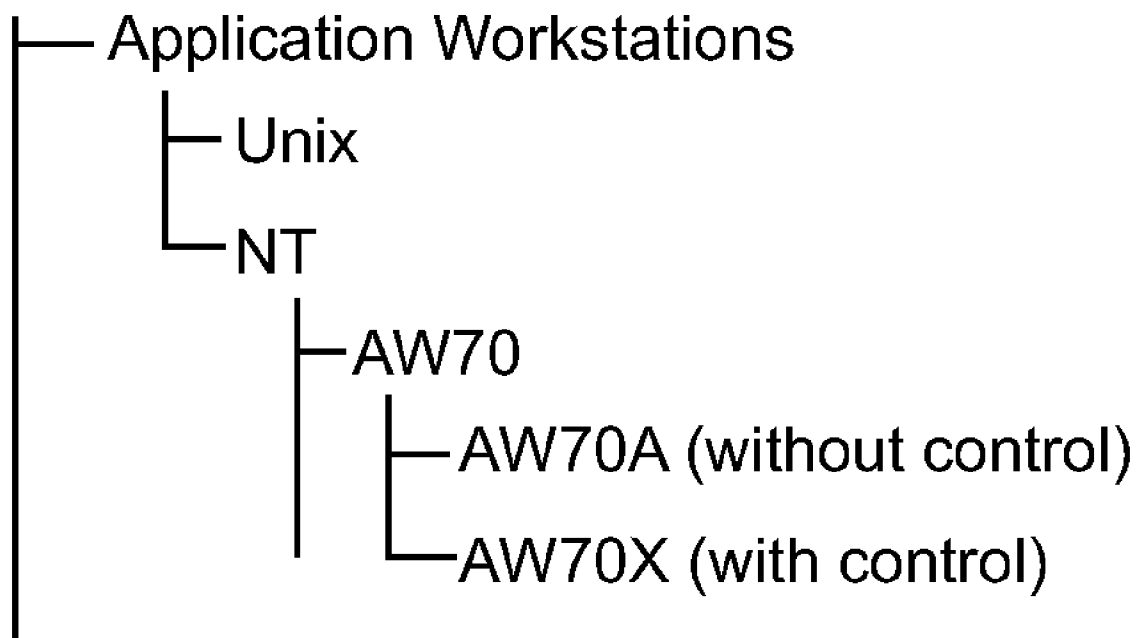 Application Workstations
Unix
NT
AW70
AW70A (without control)
AW70X (with control)